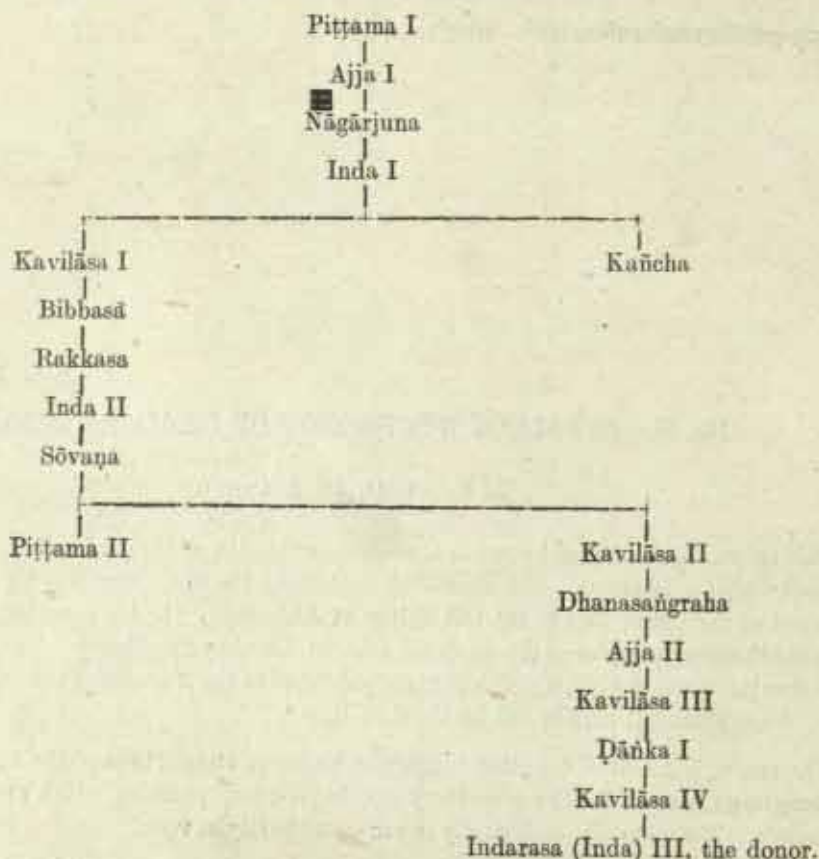 Piṭṭama I
Ajja I
Nāgārjuna
Inda I
Kavilāsa I Kañcha
Bibbasa
Rakkasa
Inda II
Sōvaṇa
Piṭṭama II Kavilāsa II
Dhanasaṅgraha
Ajja II
Kavilāsa III
Ḍāṅka I
Kavilāsa IV
Indarasa (Inda) III, the donor.